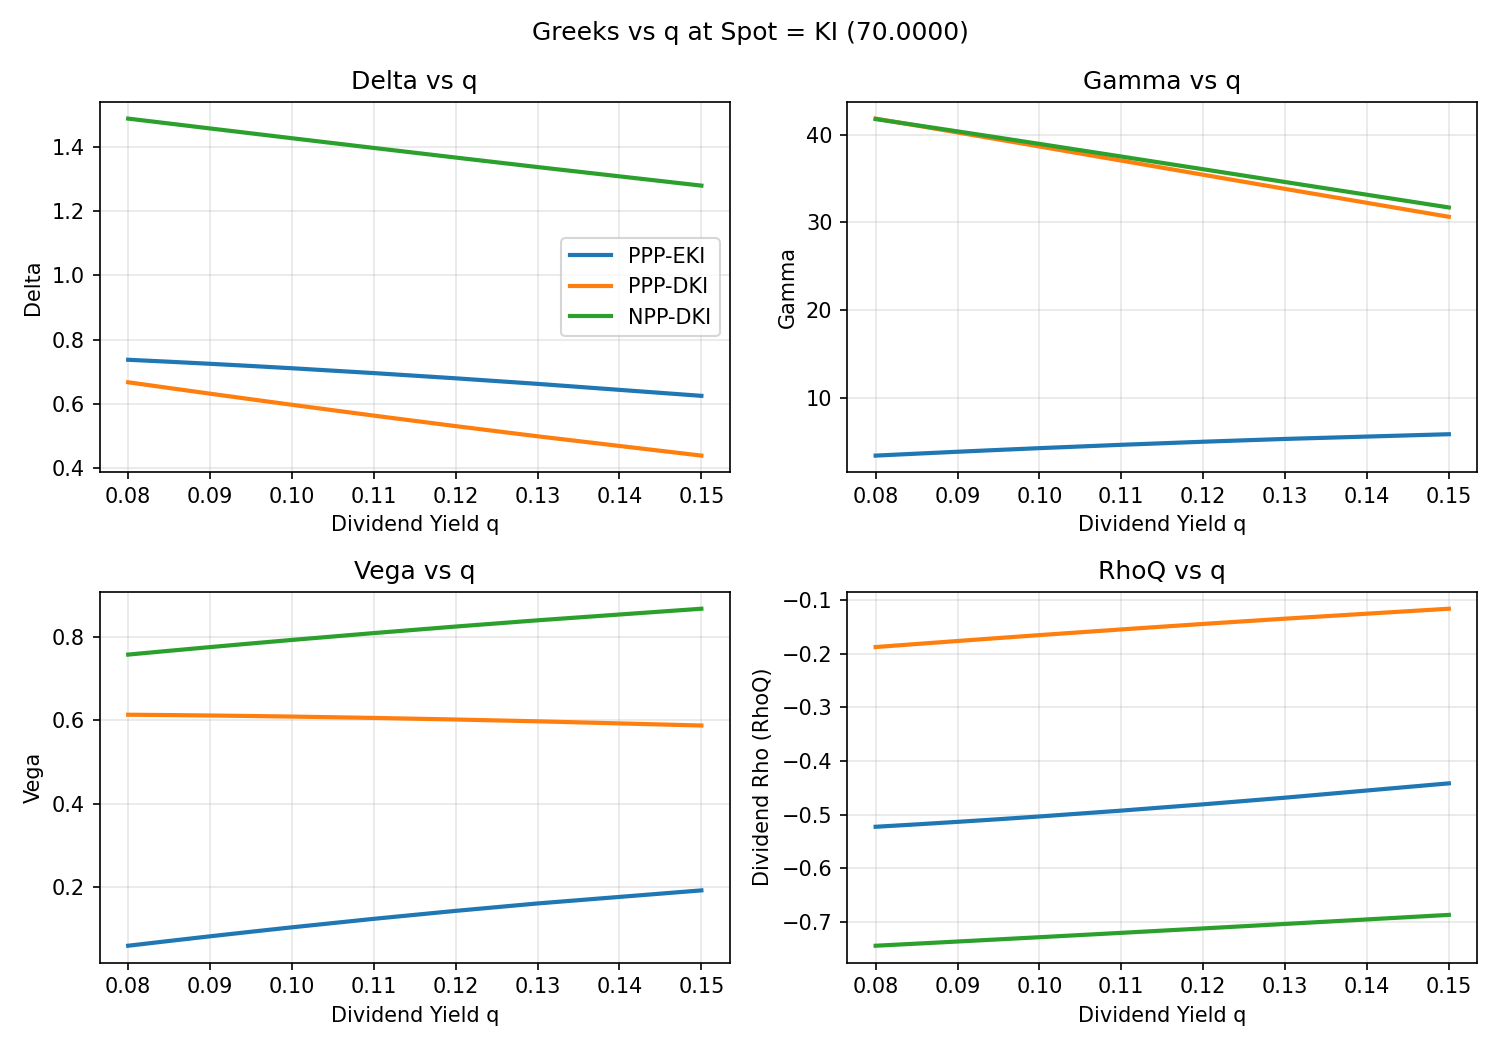 Greeks vs q at Spot = KI (70.0000)
Delta vs q
Delta
1.4
1.2
1.0
0.8
0.6
0.4
PPP-EKI
PPP-DKI
NPP-DKI
0.08 0.09 0.10 0.11 0.12 0.13 0.14 0.15
Dividend Yield q
Gamma vs q
Gamma
40
30
20
10
0.08 0.09 0.10 0.11 0.12 0.13 0.14 0.15
Dividend Yield q
Vega vs q
Vega
0.8
0.6
0.4
0.2
0.08 0.09 0.10 0.11 0.12 0.13 0.14 0.15
Dividend Yield q
RhoQ vs q
Dividend Rho (RhoQ)
−0.1
−0.2
−0.3
−0.4
−0.5
−0.6
−0.7
0.08 0.09 0.10 0.11 0.12 0.13 0.14 0.15
Dividend Yield q